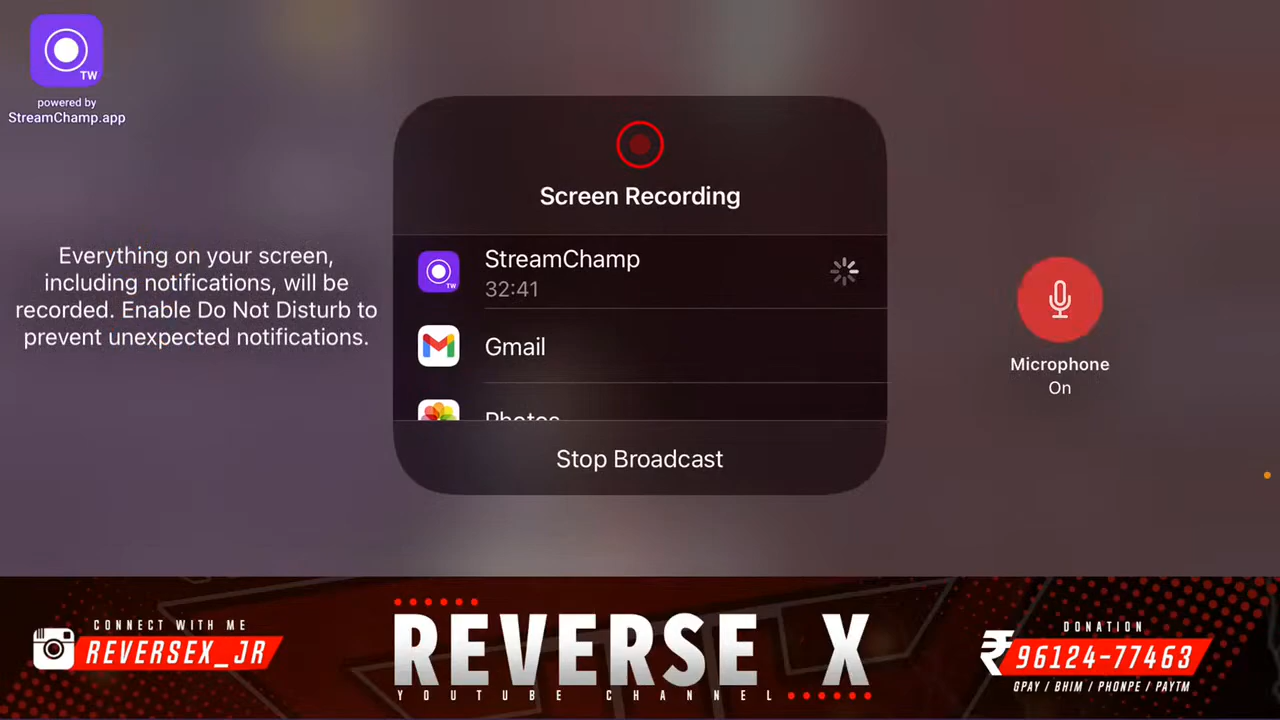 TW
powered by
StreamChamp.app
Everything on your screen,
including notifications, will be
recorded. Enable Do Not Disturb to
prevent unexpected notifications.
Screen Recording
StreamChamp
TW
32:41
Gmail
Photos
Stop Broadcast
Microphone
On
CONNECT WITH ME
REVERSEX_JR
REVERSE X
YOUTUBE CHANNEL
DONATION
₹ 96124-77463
GPAY / BHIM / PHONPE / PAYTM